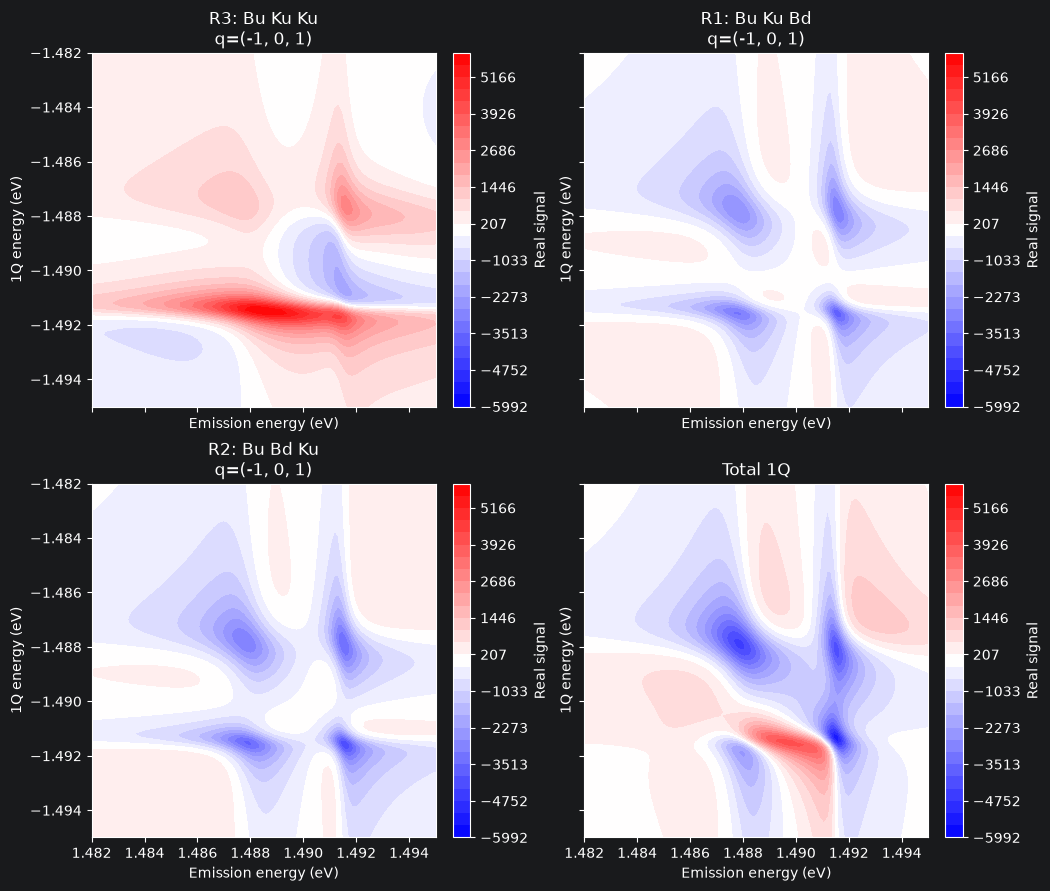 R3: Bu Ku Ku
q=(-1, 0, 1)
R1: Bu Ku Bd
q=(-1, 0, 1)
−1.482
−1.484
−1.486
−1.488
−1.490
−1.492
−1.494
1Q energy (eV)
Emission energy (eV)
5166
3926
2686
1446
207
−1033
−2273
−3513
−4752
−5992
Real signal
1Q energy (eV)
Emission energy (eV)
5166
3926
2686
1446
207
−1033
−2273
−3513
−4752
−5992
Real signal
R2: Bu Bd Ku
q=(-1, 0, 1)
Total 1Q
−1.482
−1.484
−1.486
−1.488
−1.490
−1.492
−1.494
1Q energy (eV)
1.482 1.484 1.486 1.488 1.490 1.492 1.494
Emission energy (eV)
5166
3926
2686
1446
207
−1033
−2273
−3513
−4752
−5992
Real signal
1Q energy (eV)
1.482 1.484 1.486 1.488 1.490 1.492 1.494
Emission energy (eV)
5166
3926
2686
1446
207
−1033
−2273
−3513
−4752
−5992
Real signal